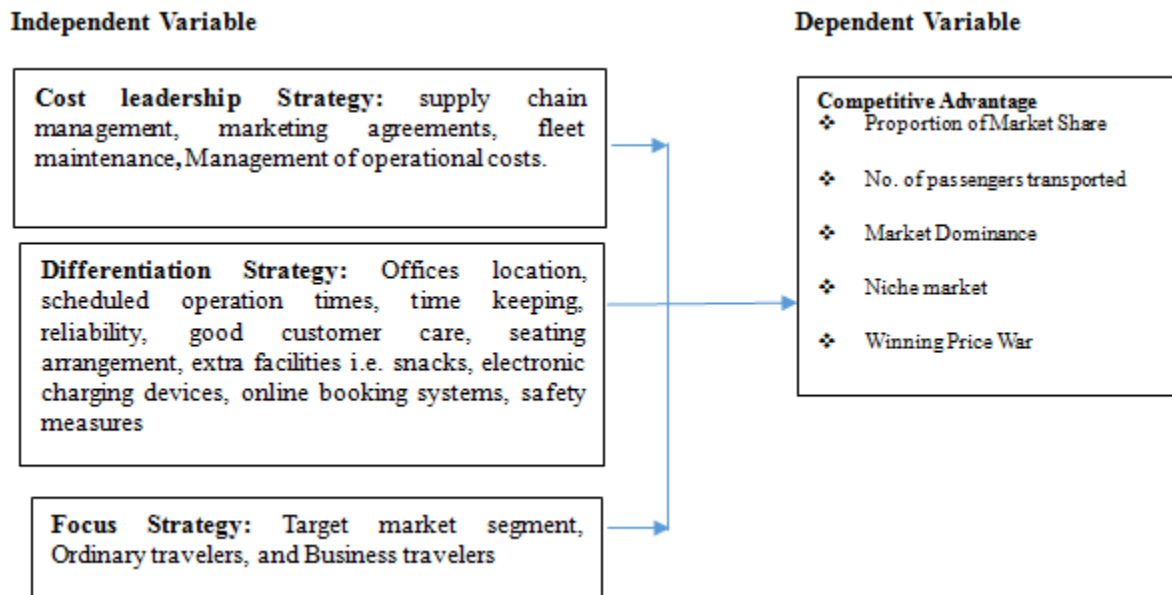 Independent Variable
Dependent Variable
Cost leadership Strategy: supply chain
management, marketing agreements, fleet
maintenance, Management of operational costs.
Differentiation Strategy: Offices location,
scheduled operation times, time keeping,
reliability, good customer care, seating
arrangement, extra facilities i.e. snacks, electronic
charging devices, online booking systems, safety
measures
Focus Strategy: Target market segment,
Ordinary travelers, and Business travelers
Competitive Advantage
❖ Proportion of Market Share
❖ No. of passengers transported
❖ Market Dominance
❖ Niche market
❖ Winning Price War